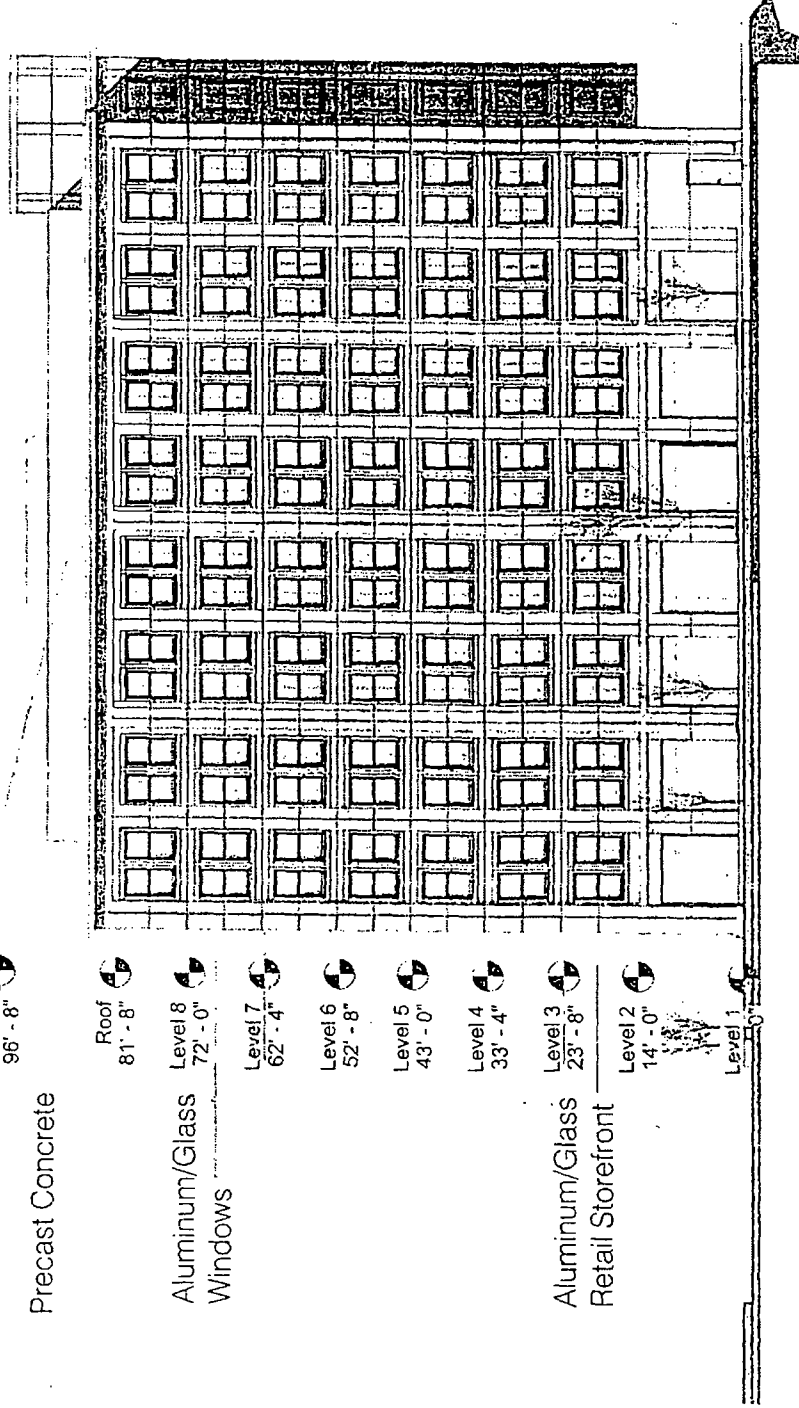 96' - 8"
Precast Concrete
Roof
81' - 8"
Level 8
72' - 0"
Aluminum/Glass
Windows
Level 7
62' - 4"
Level 6
52' - 8"
Level 5
43' - 0"
Level 4
33' - 4"
Level 3
23' - 8"
Aluminum/Glass
Retail Storefront
Level 2
14' - 0"
Level 1
0"